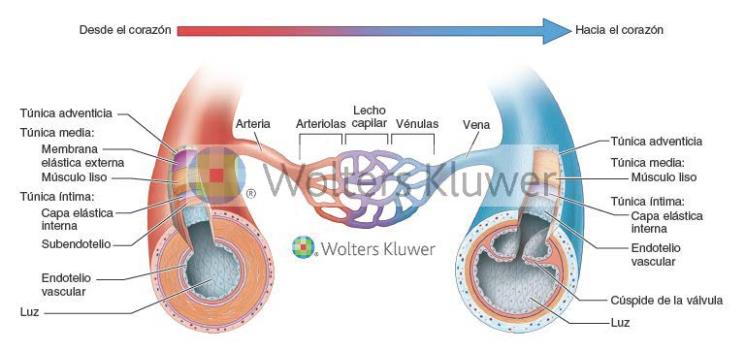 Desde el corazón
Hacia el corazón
Túnica adventicia
Túnica media:
Membrana
elástica externa
Músculo liso
Túnica íntima:
Capa elástica
interna
Subendotelio
Endotelio
vascular
Luz
Arteria
Arteriolas
Lecho
capilar
Vénulas
Vena
Wolters Kluwer
®
Wolters Kluwer
®
Túnica adventicia
Túnica media:
Músculo liso
Túnica íntima:
Capa elástica
interna
Endotelio
vascular
Cúspide de la válvula
Luz